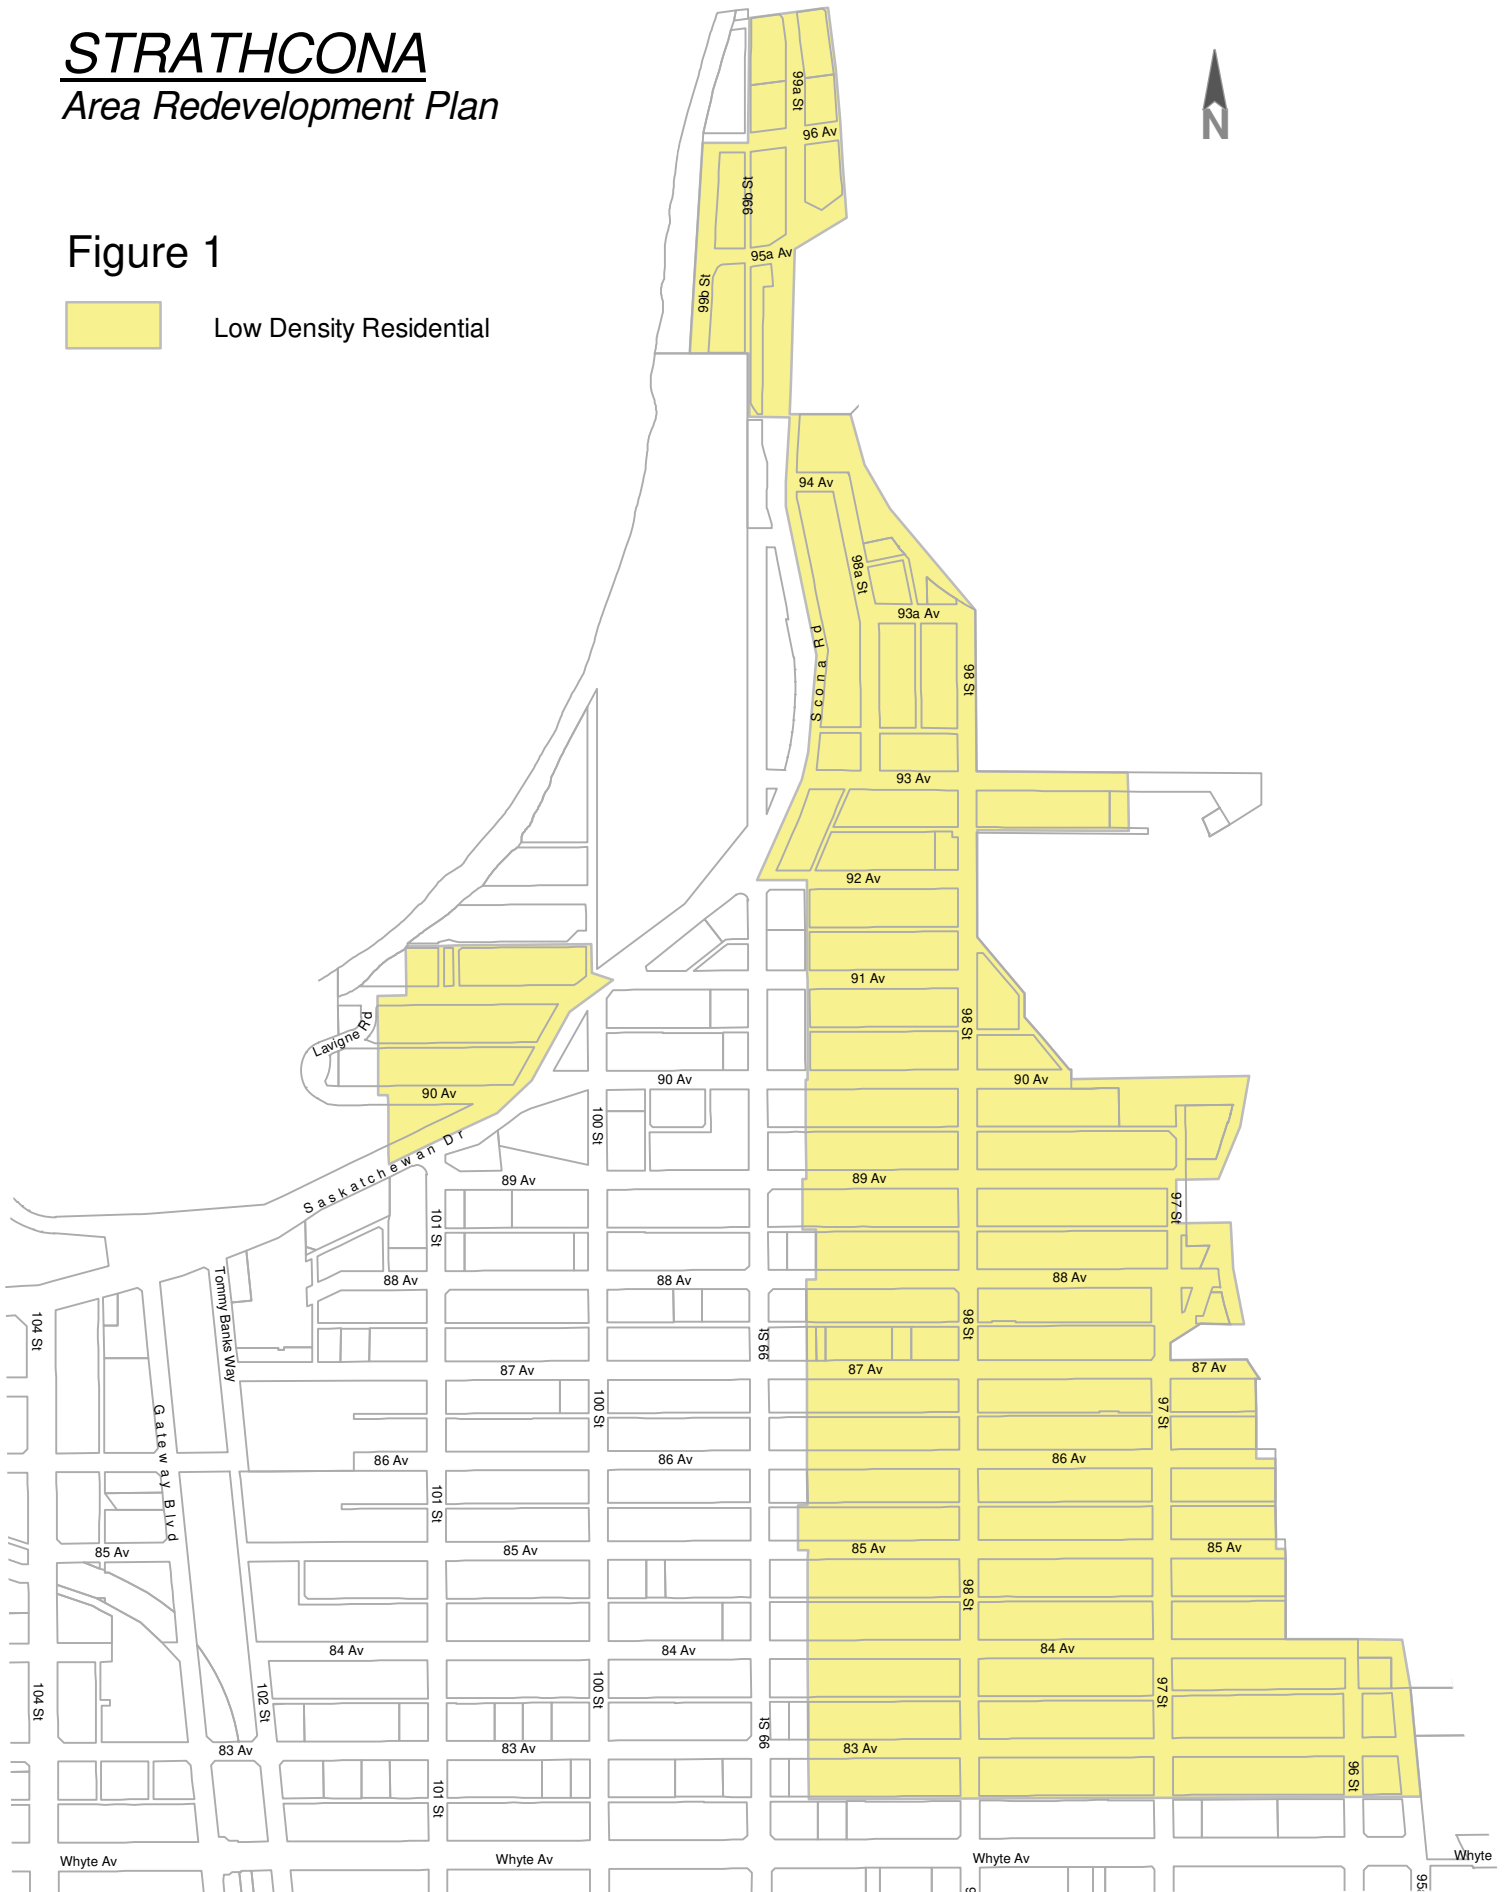 STRATHCONA
Area Redevelopment Plan
N
Figure 1
Low Density Residential
99a St
96 Av
99b St
95a Av
99b St
94 Av
98a St
93a Av
Scona Rd
98 St
93 Av
92 Av
91 Av
Lavigne Rd
98 St
90 Av
90 Av
90 Av
100 St
Saskatchewan Dr
89 Av
89 Av
97 St
101 St
88 Av
88 Av
88 Av
Tommy Banks Way
104 St
98 St
99 St
87 Av
87 Av
87 Av
100 St
97 St
Gateway Blvd
86 Av
86 Av
86 Av
101 St
85 Av
85 Av
85 Av
85 Av
98 St
84 Av
84 Av
84 Av
104 St
102 St
100 St
97 St
99 St
83 Av
83 Av
83 Av
96 St
101 St
Whyte Av
Whyte Av
Whyte Av
Whyte